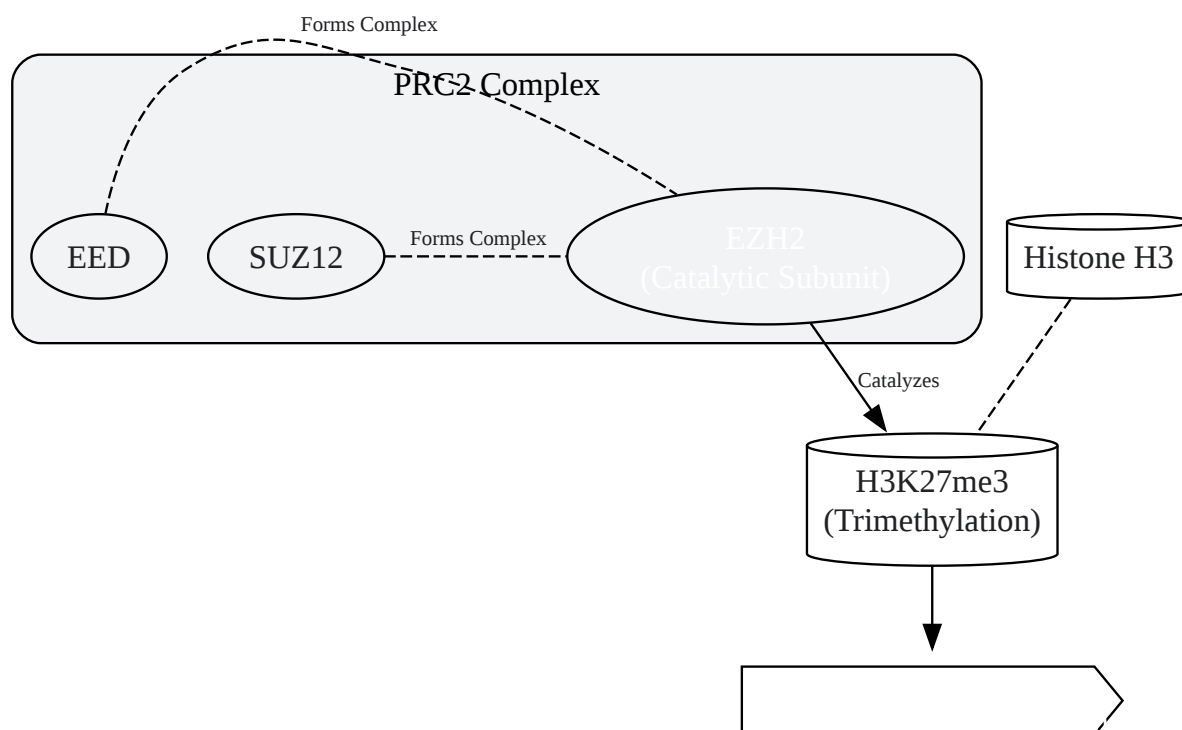 Forms Complex
PRC2 Complex
EED
SUZ12
Forms Complex
EZH2
(Catalytic Subunit)
Histone H3
Catalyzes
H3K27me3
(Trimethylation)